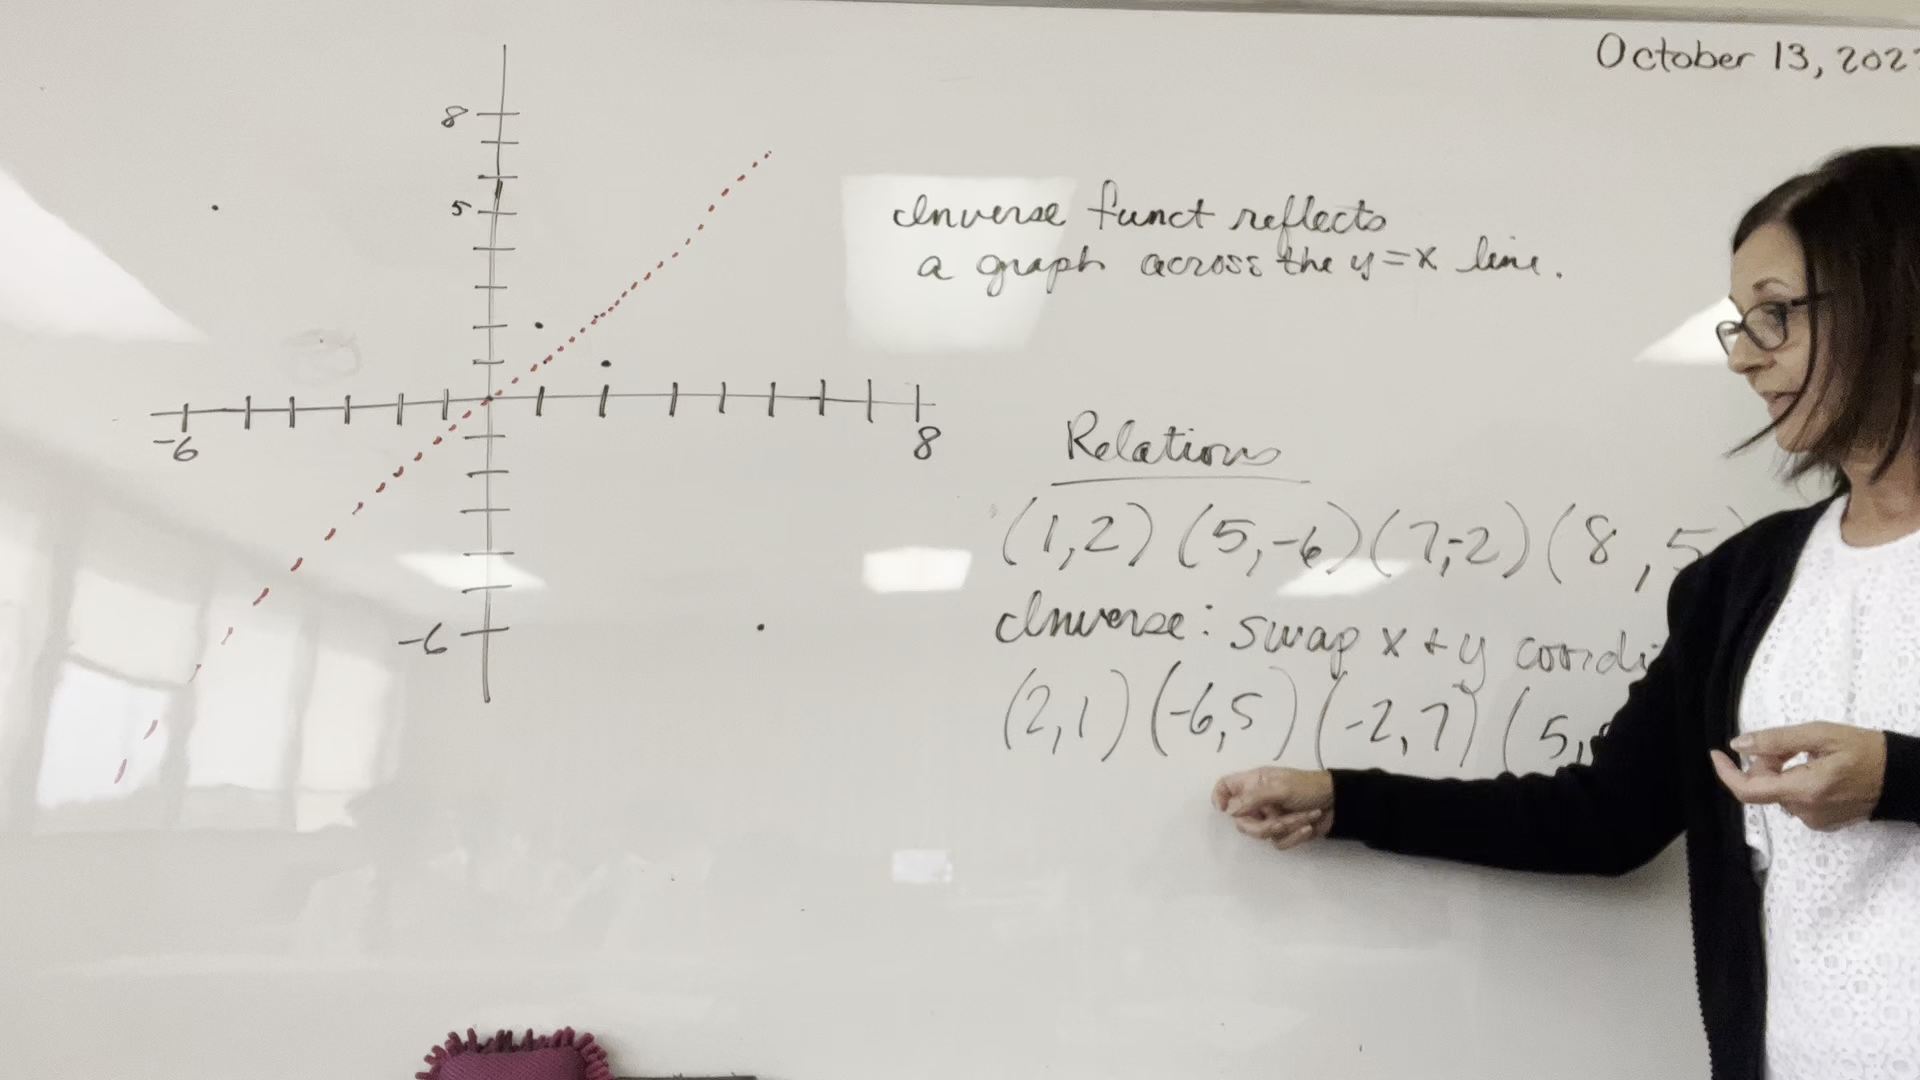 October 13, 202
8
5
-6
8
-6
Inverse funct reflects
a graph across the y=x line.
Relations
(1,2) (5,-6) (7,-2) (8,5)
Inverse: swap x + y coordi
(2,1) (-6,5) (-2,7) (5,